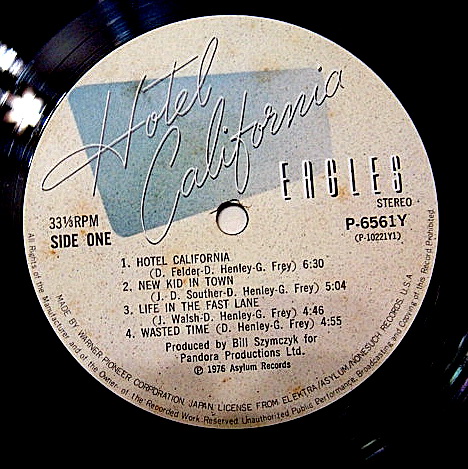 Hotel
California
EAGLES
STEREO
33⅓RPM
SIDE ONE
P-6561Y
(P-10221Y1)
1. HOTEL CALIFORNIA
(D. Felder-D. Henley-G. Frey) 6:30
2. NEW KID IN TOWN
(J. D. Souther-D. Henley-G. Frey) 5:04
3. LIFE IN THE FAST LANE
(J. Walsh-D. Henley-G. Frey) 4:46
4. WASTED TIME (D. Henley-G. Frey) 4:55
Produced by Bill Szymczyk for
Pandora Productions Ltd.
℗ 1976 Asylum Records
MADE BY WARNER-PIONEER CORPORATION, JAPAN, LICENSE FROM ELEKTRA/ASYLUM/NONESUCH RECORDS, U.S.A
All Rights of the Manufacturer and of the Owner of the Recorded Work Reserved. Unauthorized Public Performance, Broadcasting and Copying of this Record Prohibited.